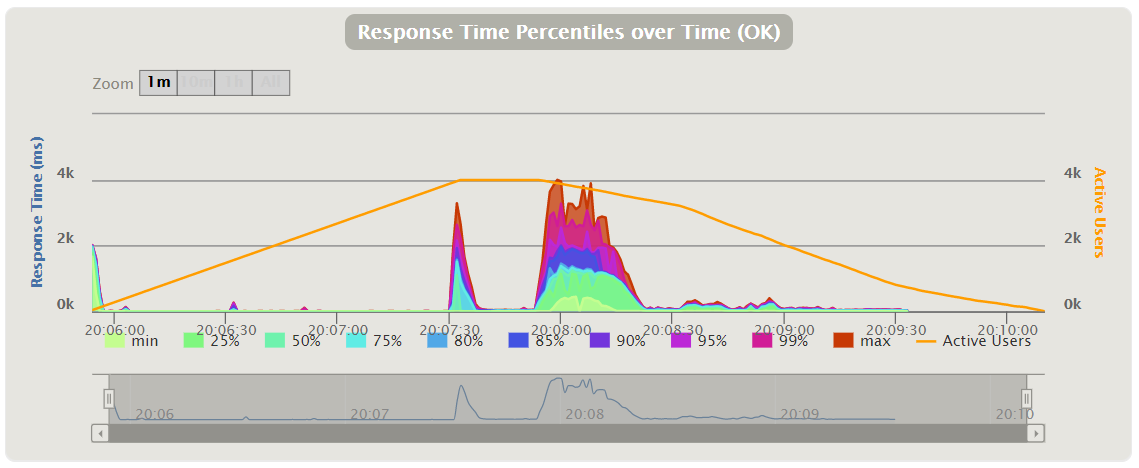 Response Time Percentiles over Time (OK)
Zoom 1m 10m 1h All
Response Time (ms)
4k
2k
0k
4k
2k
0k
Active Users
20:06:00 20:06:30 20:07:00 20:07:30 20:08:00 20:08:30 20:09:00 20:09:30 20:10:00
min 25% 50% 75% 80% 85% 90% 95% 99% max Active Users
20:06 20:07 20:08 20:09 20:10